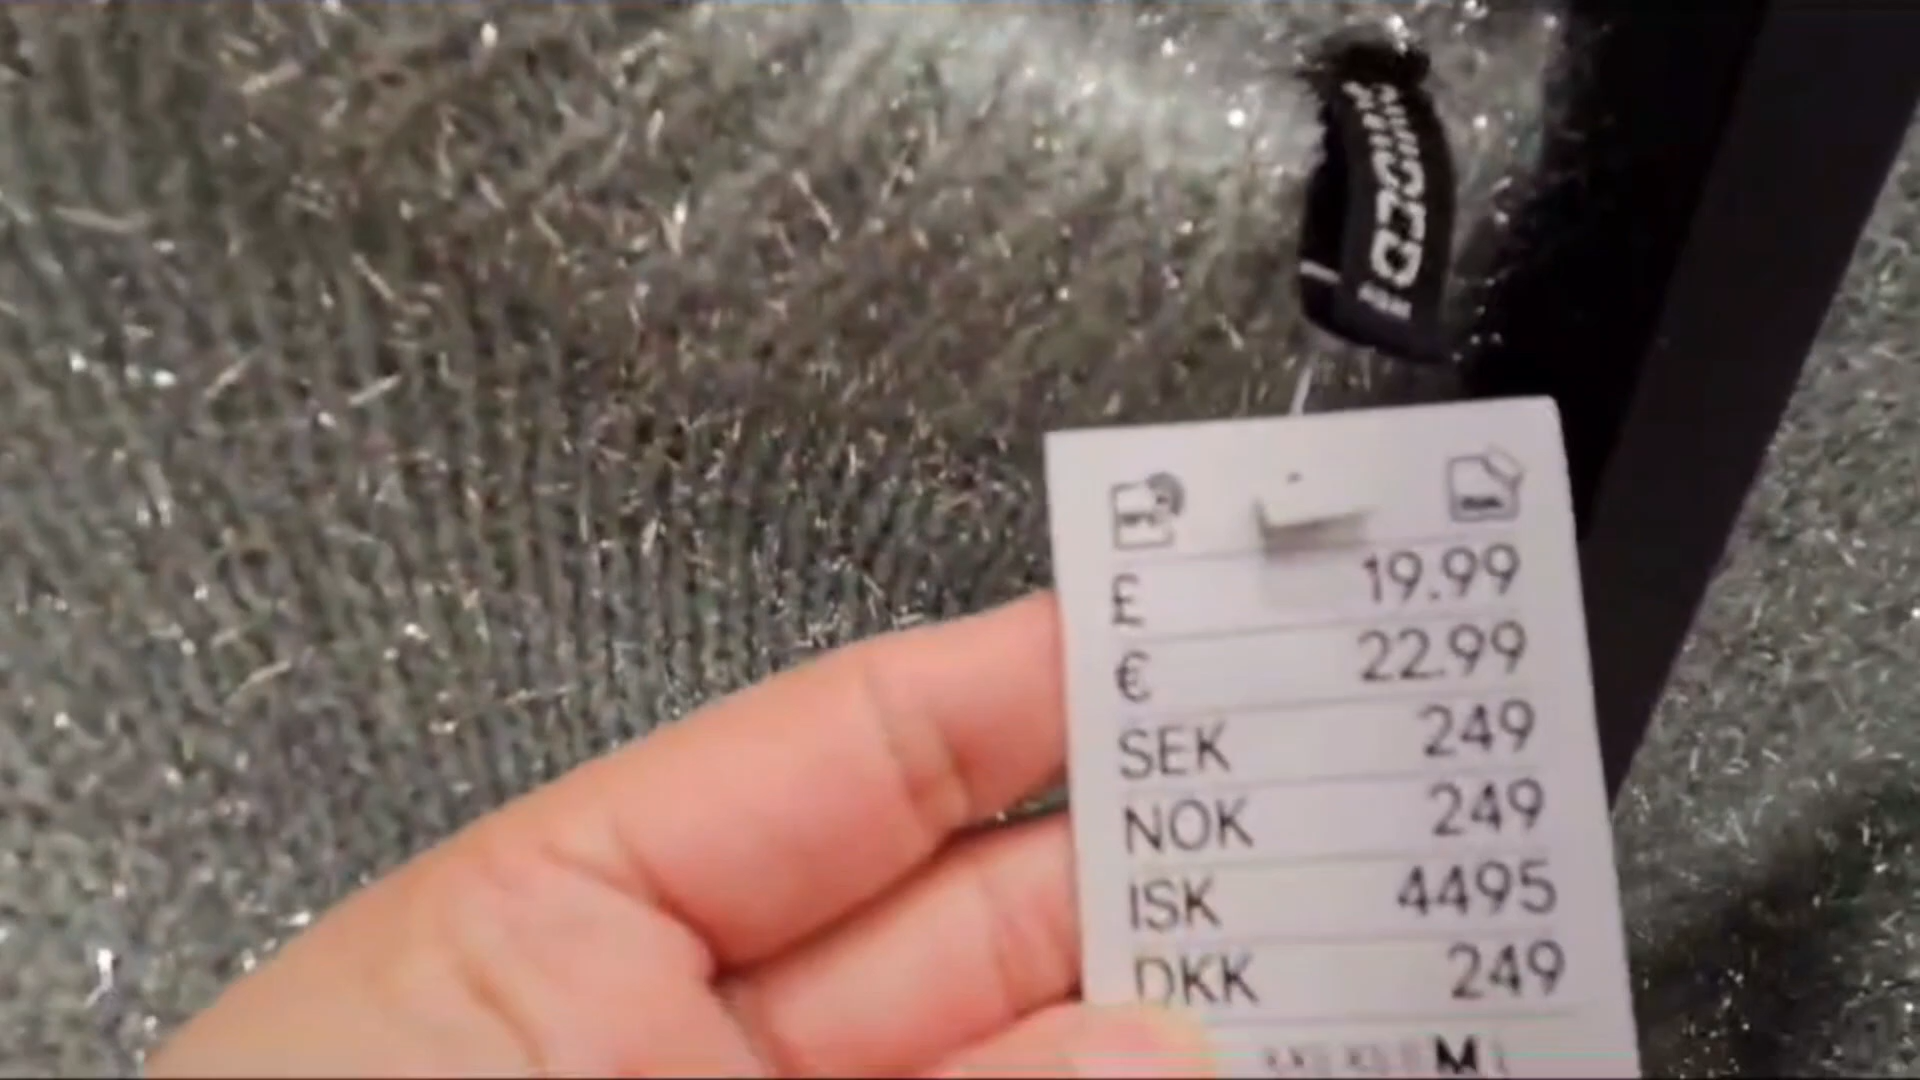 £ 19.99
€ 22.99
SEK 249
NOK 249
ISK 4495
DKK 249
M